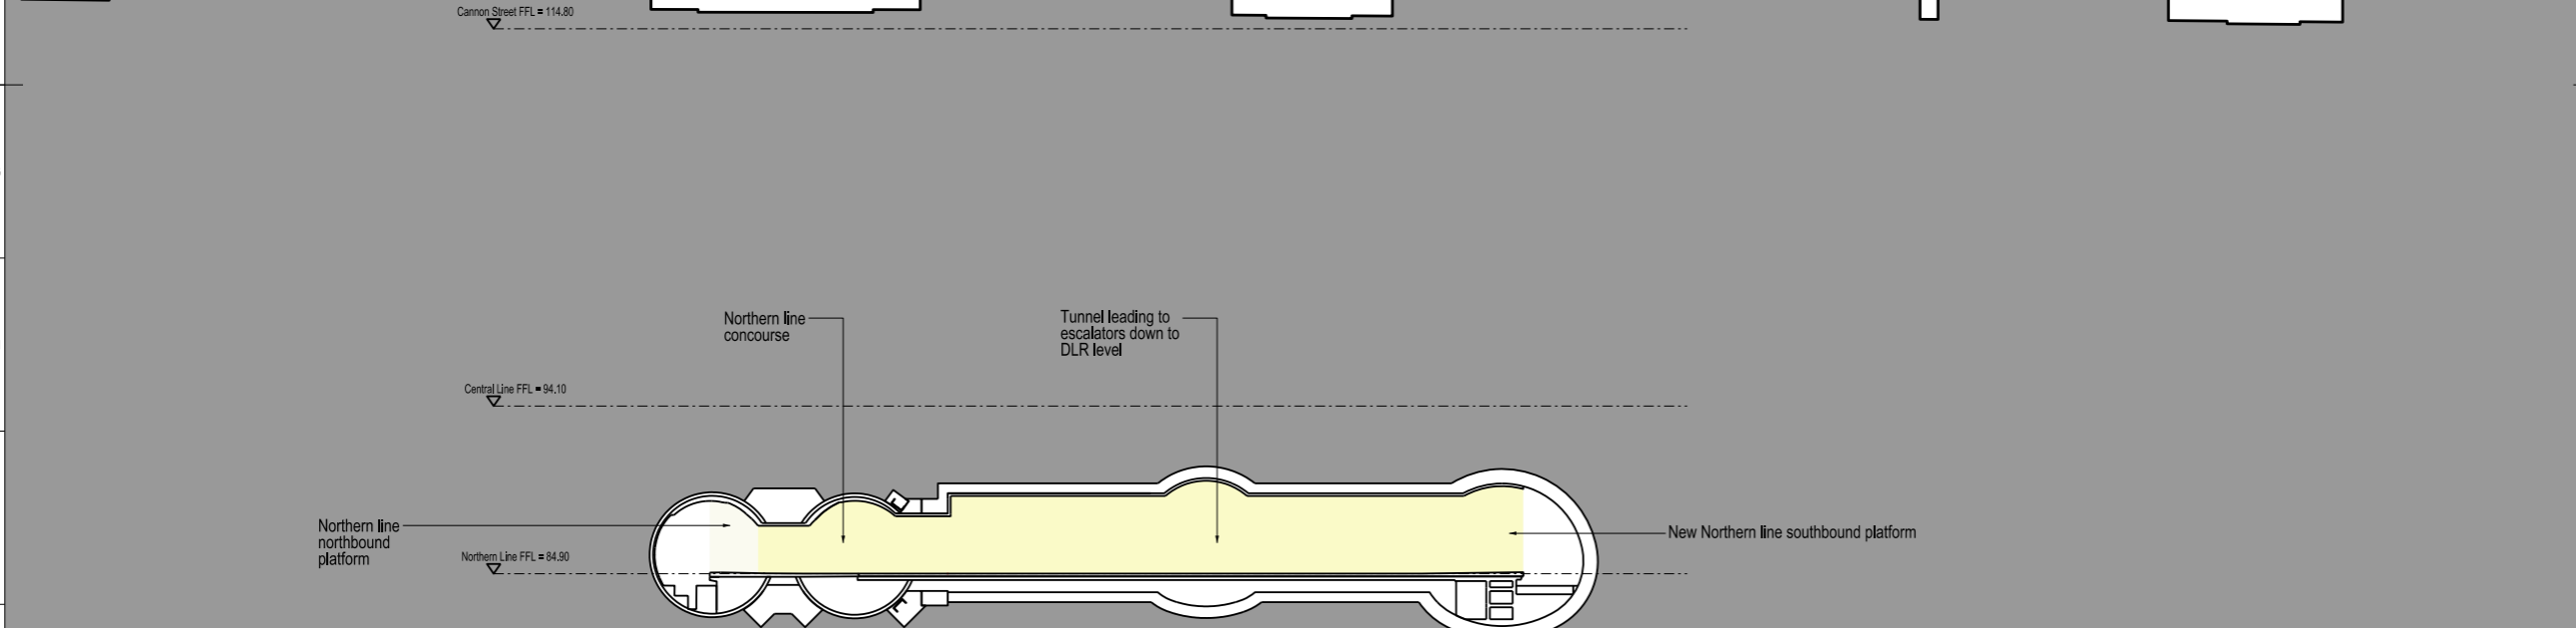 Cannon Street FFL = 114.80
Northern line
concourse
Tunnel leading to
escalators down to
DLR level
Central Line FFL = 94.10
Northern line
northbound
platform
Northern Line FFL = 84.90
New Northern line southbound platform